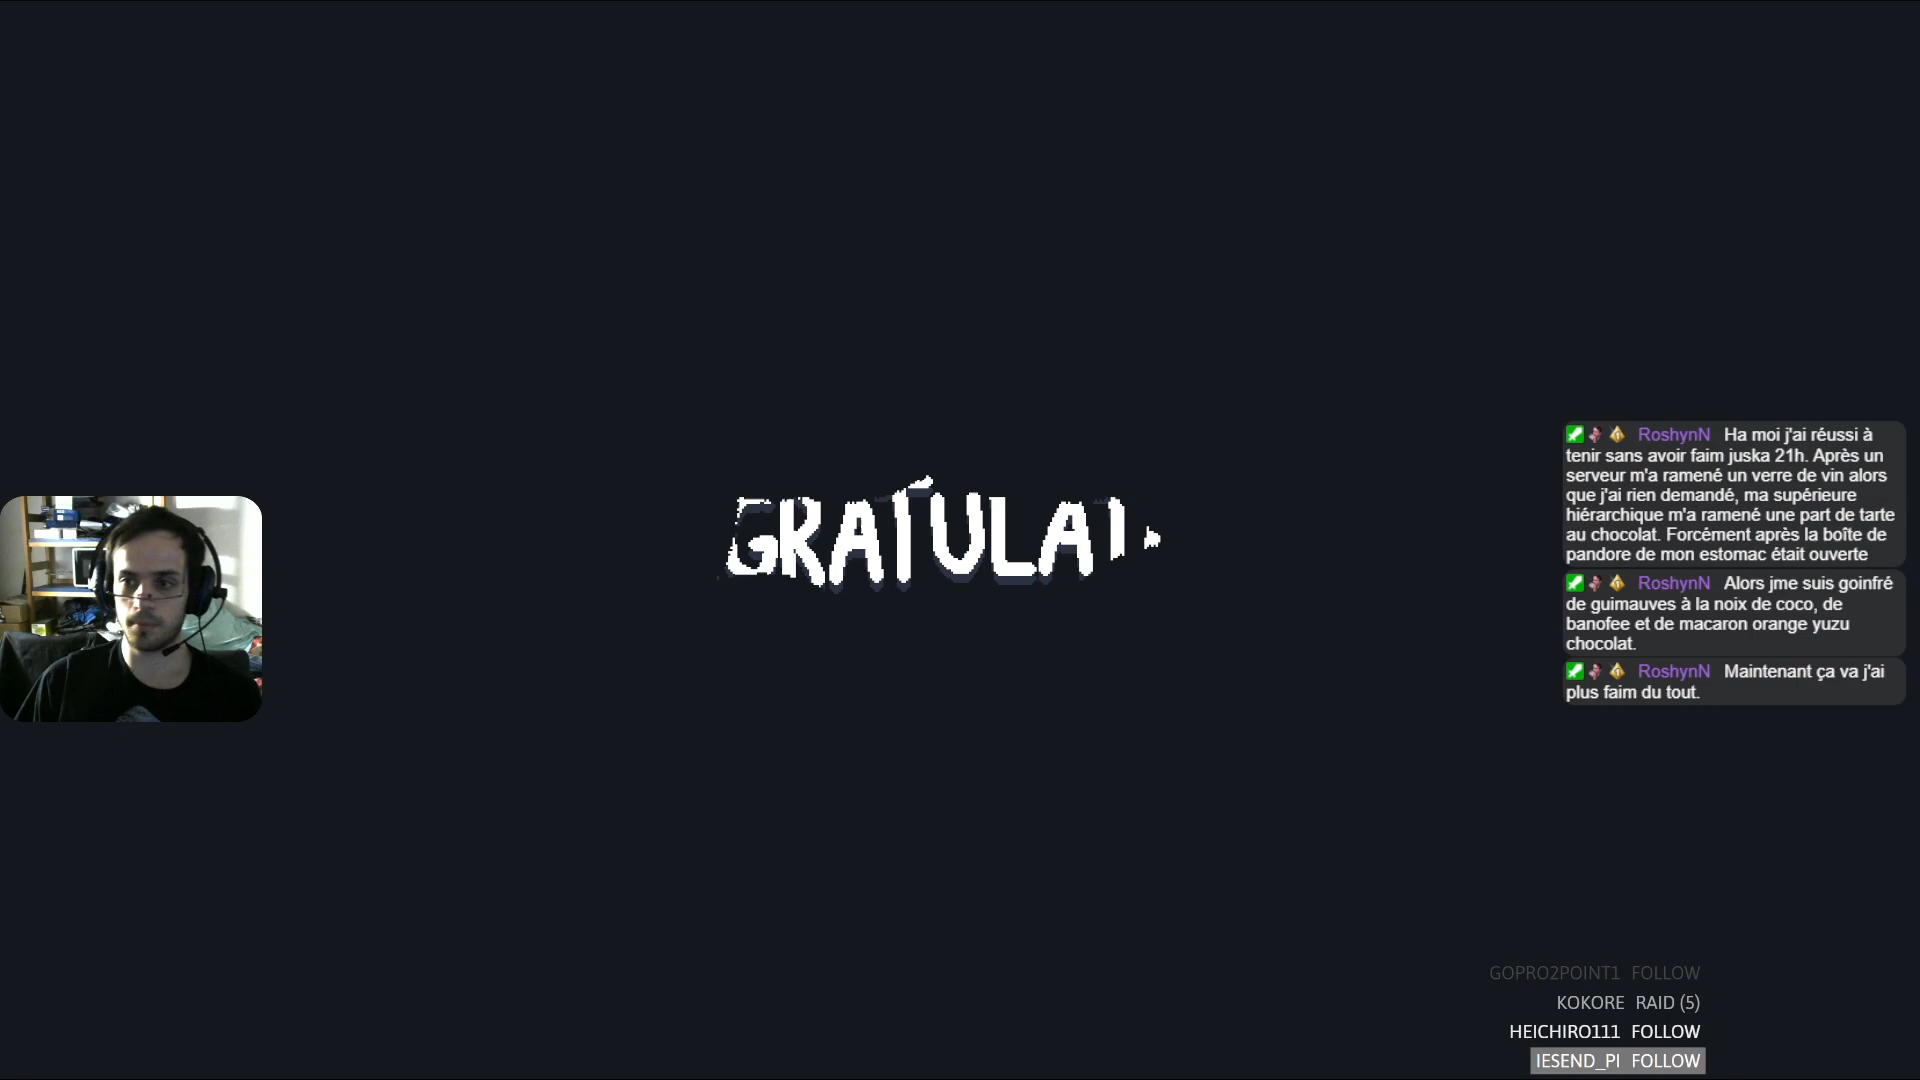 GRATULAT
RoshynN Ha moi j'ai réussi à
tenir sans avoir faim juska 21h. Après un
serveur m'a ramené un verre de vin alors
que j'ai rien demandé, ma supérieure
hiérarchique m'a ramené une part de tarte
au chocolat. Forcément après la boîte de
pandore de mon estomac était ouverte
RoshynN Alors jme suis goinfré
de guimauves à la noix de coco, de
banofee et de macaron orange yuzu
chocolat.
RoshynN Maintenant ça va j'ai
plus faim du tout.
GOPRO2POINT1 FOLLOW
KOKORE RAID (5)
HEICHIRO111 FOLLOW
IESEND_PI FOLLOW